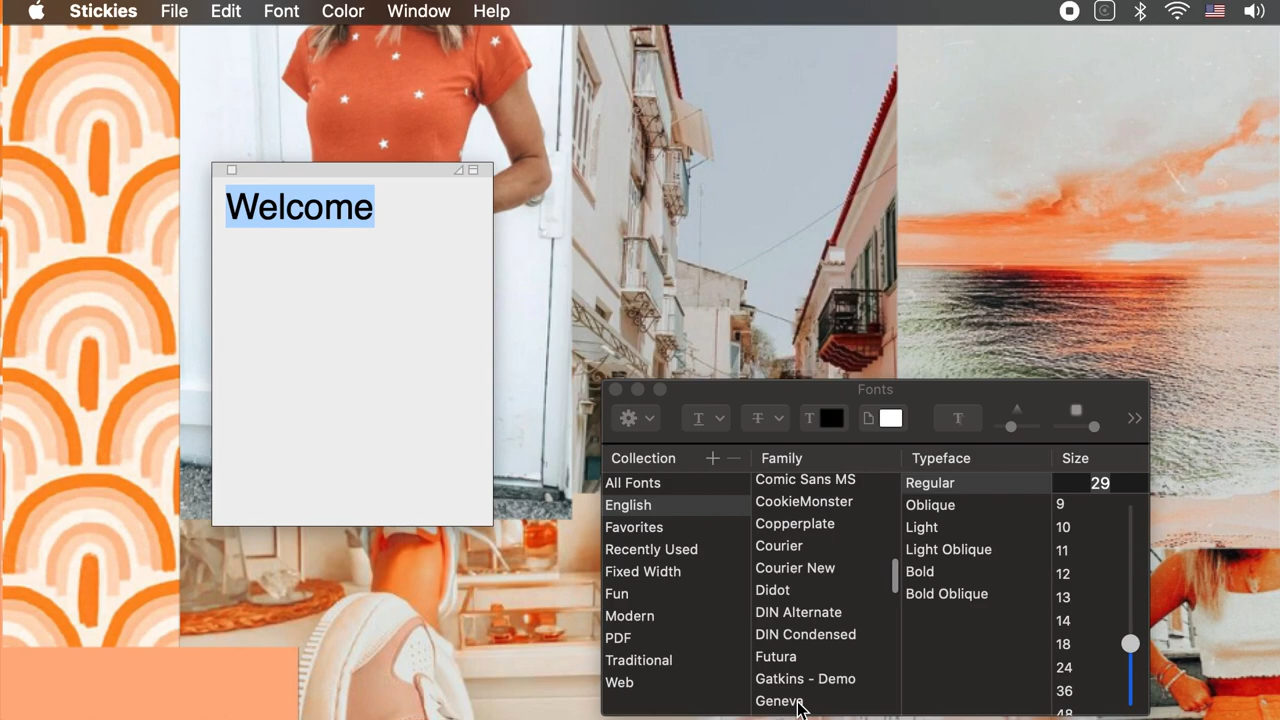 Stickies File Edit Font Color Window Help
Welcome
Fonts
T T T T
Collection Family Typeface Size
All Fonts
English
Favorites
Recently Used
Fixed Width
Fun
Modern
PDF
Traditional
Web
Comic Sans MS
CookieMonster
Copperplate
Courier
Courier New
Didot
DIN Alternate
DIN Condensed
Futura
Gatkins - Demo
Geneva
Regular
Oblique
Light
Light Oblique
Bold
Bold Oblique
29
9
10
11
12
13
14
18
24
36
48